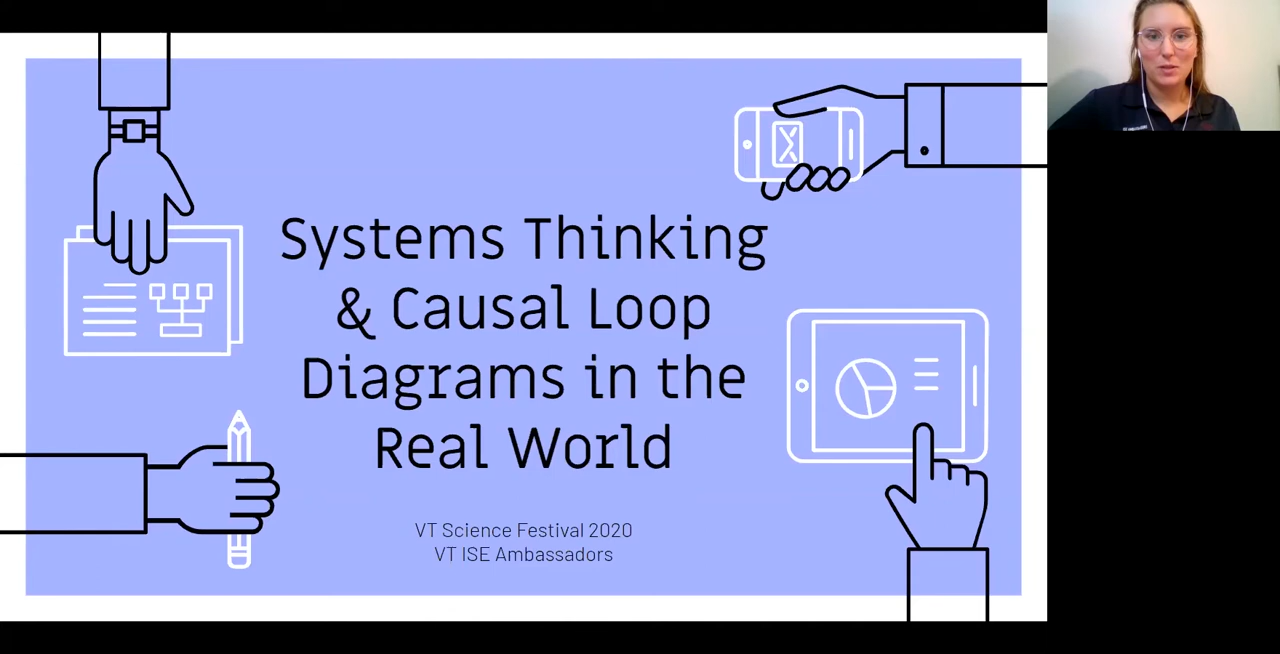 Systems Thinking
& Causal Loop
Diagrams in the
Real World
VT Science Festival 2020
VT ISE Ambassadors